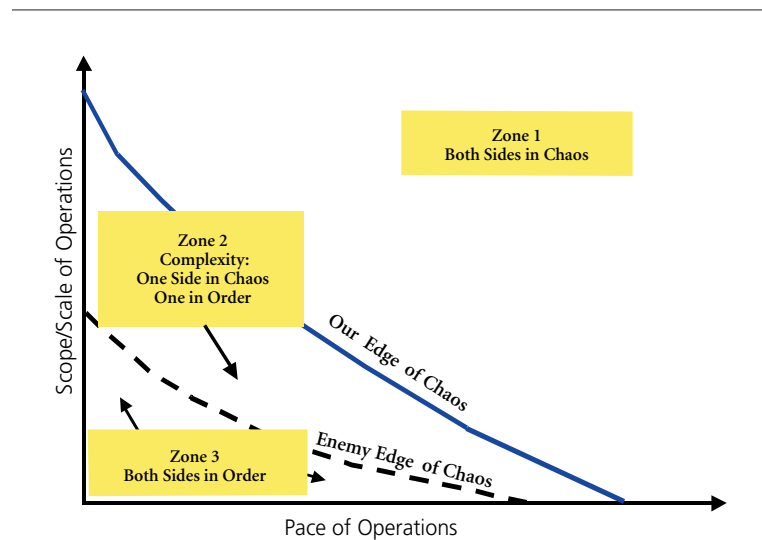 Zone 1
Both Sides in Chaos
Scope/Scale of Operations
Zone 2
Complexity:
One Side in Chaos
One in Order
Our Edge of Chaos
Enemy Edge of Chaos
Zone 3
Both Sides in Order
Pace of Operations